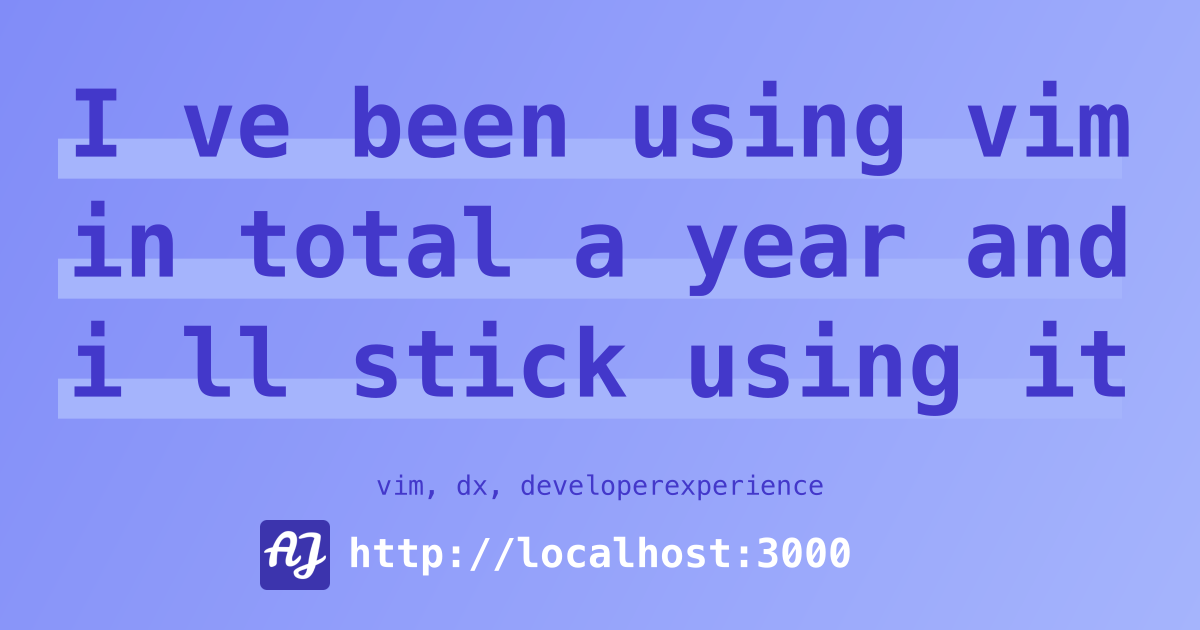 I ve been using vim
in total a year and
i ll stick using it
vim, dx, developerexperience
AJ http://localhost:3000